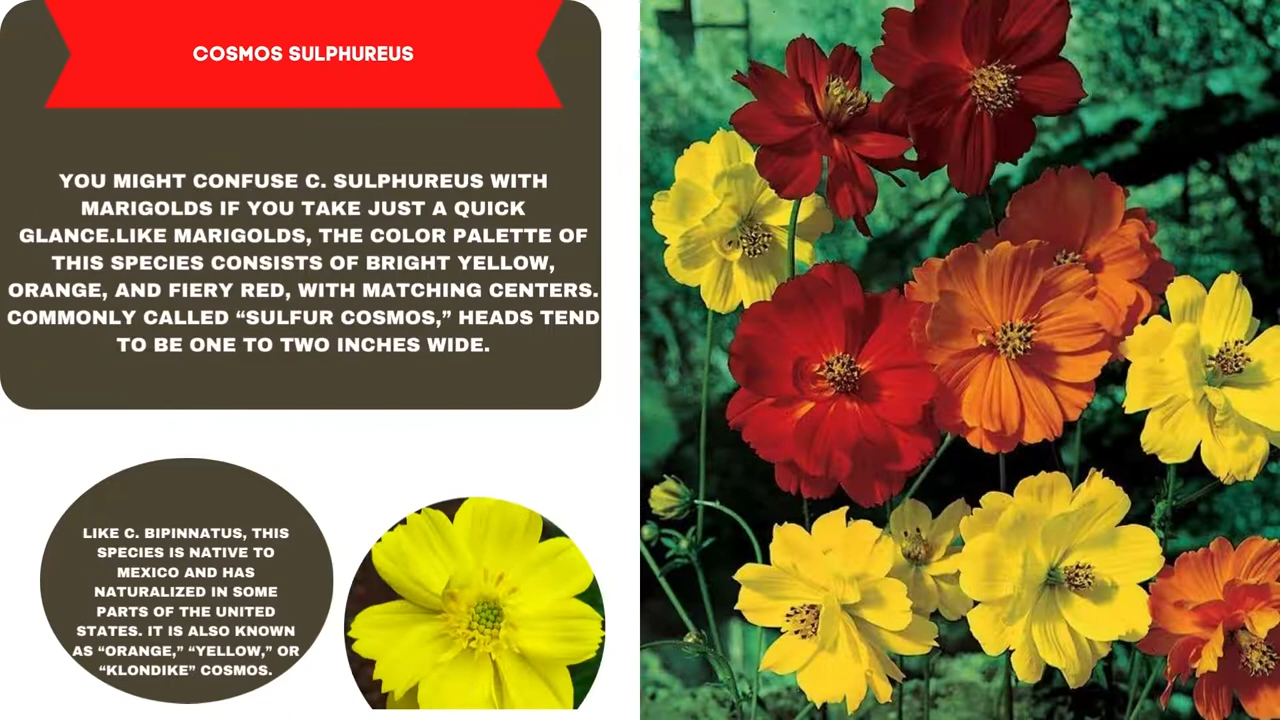 COSMOS SULPHUREUS
YOU MIGHT CONFUSE C. SULPHUREUS WITH
MARIGOLDS IF YOU TAKE JUST A QUICK
GLANCE.LIKE MARIGOLDS, THE COLOR PALETTE OF
THIS SPECIES CONSISTS OF BRIGHT YELLOW,
ORANGE, AND FIERY RED, WITH MATCHING CENTERS.
COMMONLY CALLED “SULFUR COSMOS,” HEADS TEND
TO BE ONE TO TWO INCHES WIDE.
LIKE C. BIPINNATUS, THIS
SPECIES IS NATIVE TO
MEXICO AND HAS
NATURALIZED IN SOME
PARTS OF THE UNITED
STATES. IT IS ALSO KNOWN
AS “ORANGE,” “YELLOW,” OR
“KLONDIKE” COSMOS.